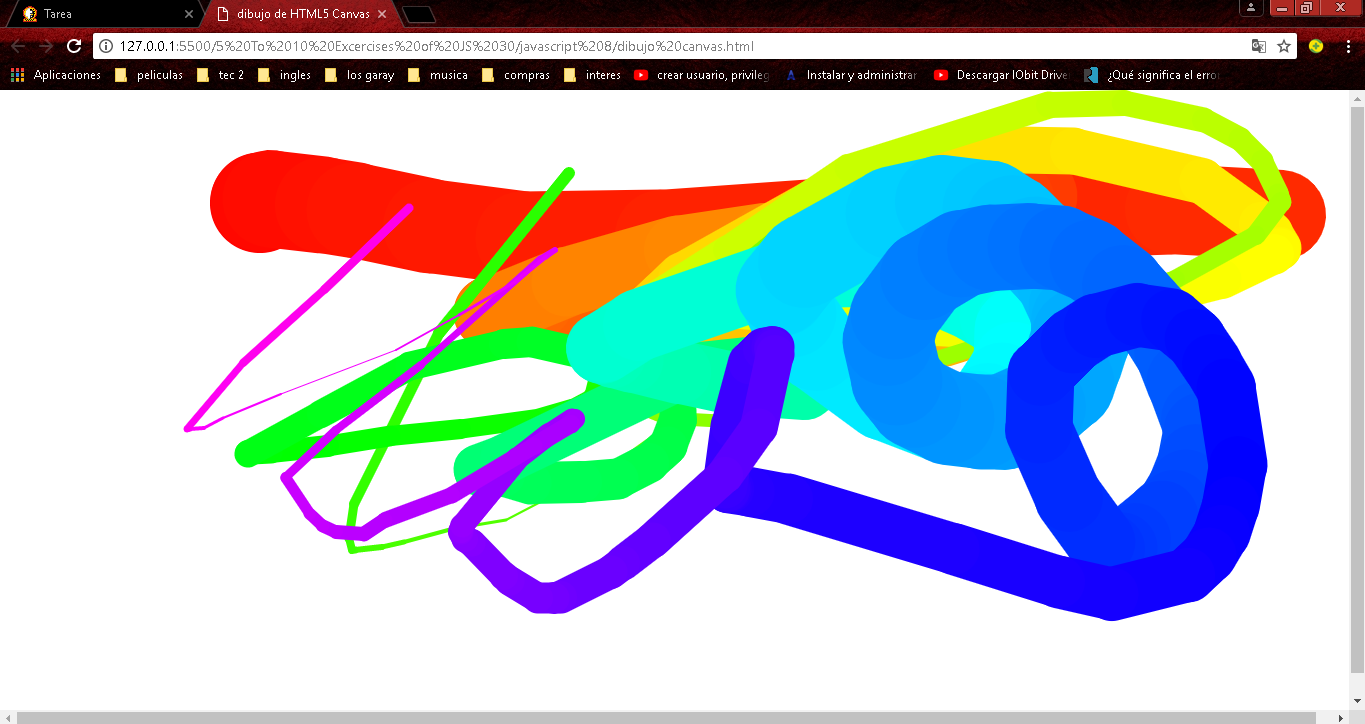 Tarea
dibujo de HTML5 Canvas
127.0.0.1:5500/5%20To%2010%20Excercises%20of%20JS%2030/javascript%208/dibujo%20canvas.html
Aplicaciones peliculas tec 2 ingles los garay musica compras interes crear usuario, privileg Instalar y administrar Descargar IObit Drive ¿Qué significa el erro